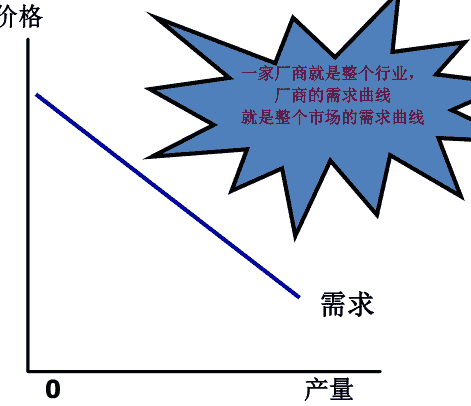 价格
一家厂商就是整个行业，
厂商的需求曲线
就是整个市场的需求曲线
需求
0
产量